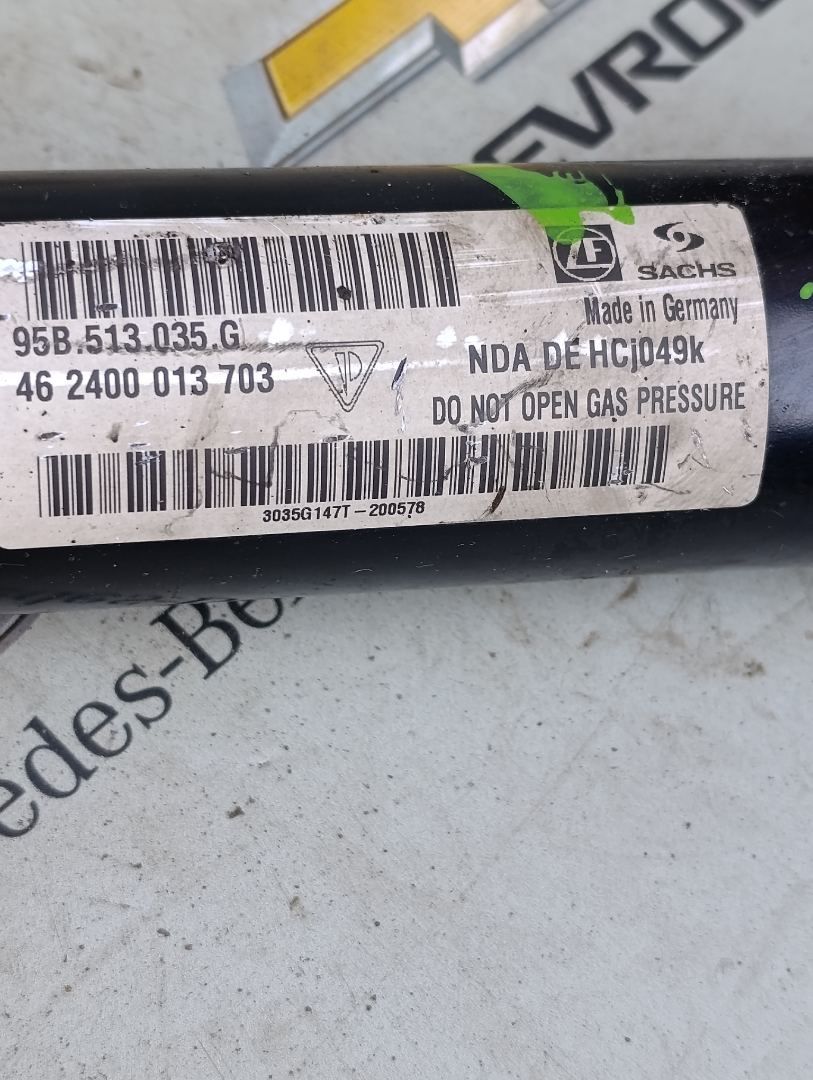 EVROL
ZF
SACHS
Made in Germany
95B.513.035.G
NDA DE HCj049k
46 2400 013 703
DO NOT OPEN GAS PRESSURE
3035G147T-200578
edes-Be